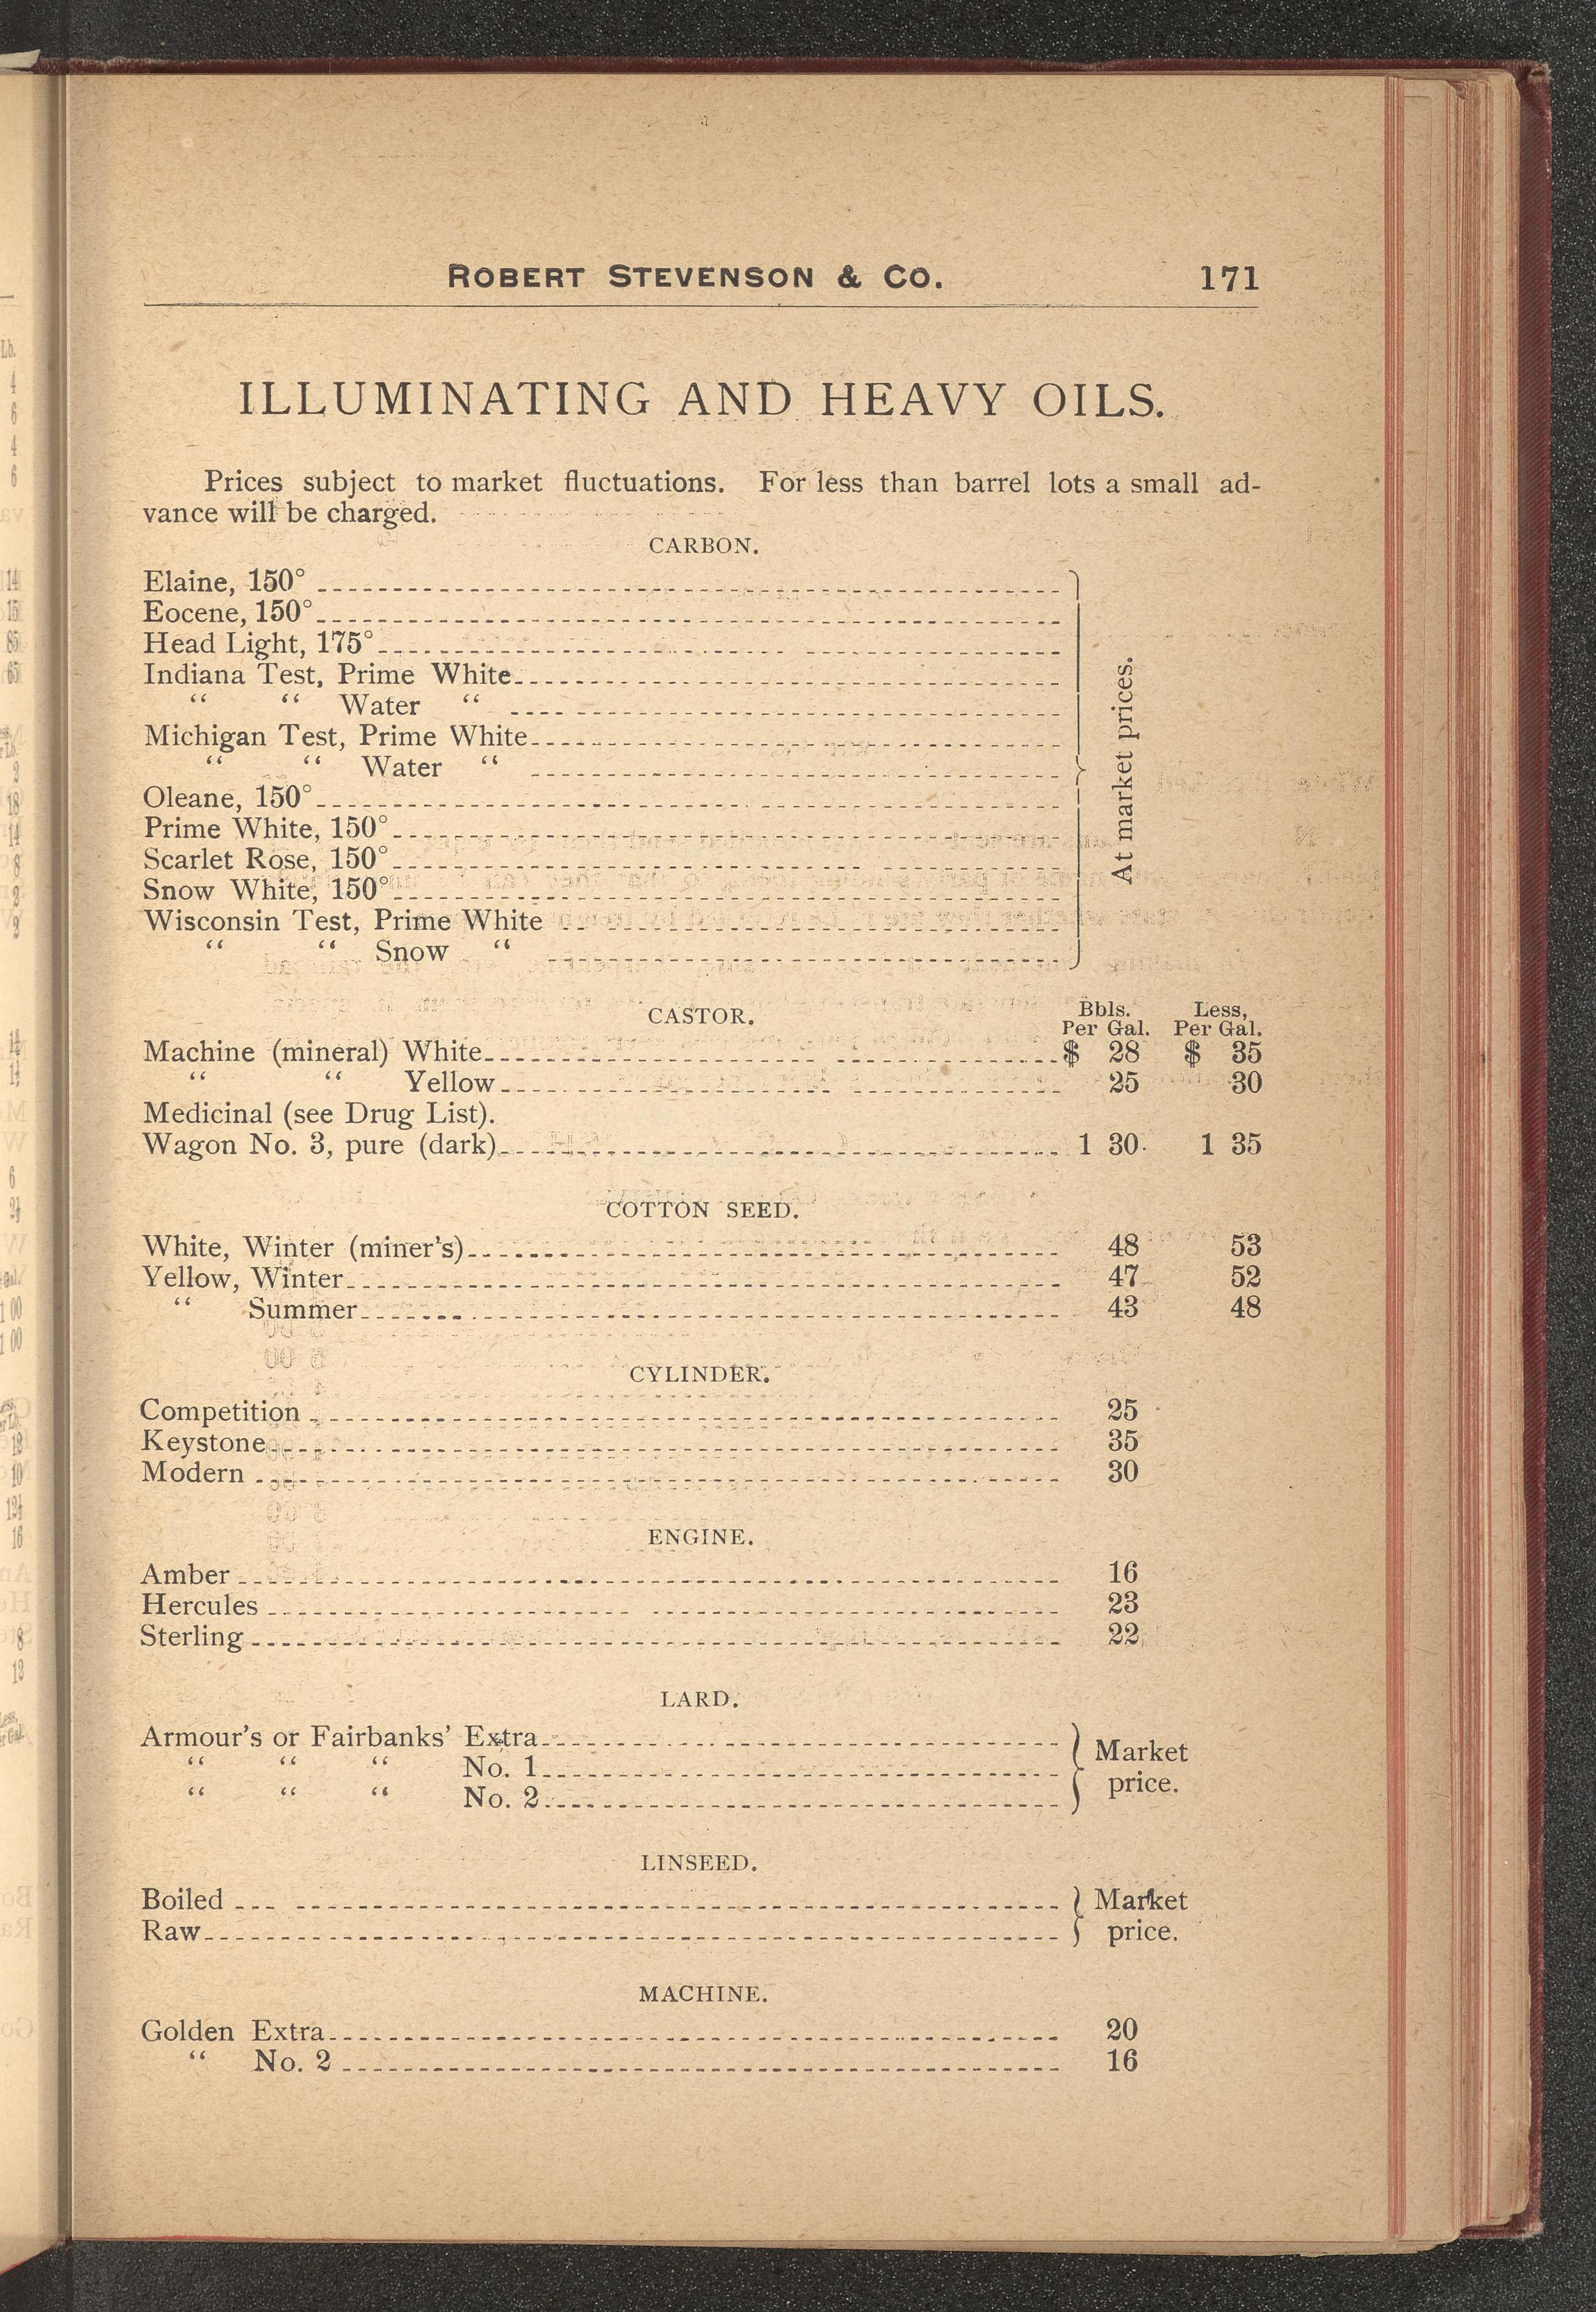 ROBERT STEVENSON & CO. 171
ILLUMINATING AND HEAVY OILS.
Prices subject to market fluctuations. For less than barrel lots a small ad-
vance will be charged.
CARBON.
Elaine, 150°
Eocene, 150°
Head Light, 175°
Indiana Test, Prime White
“ “ Water “
Michigan Test, Prime White
“ “ Water “
Oleane, 150°
Prime White, 150°
Scarlet Rose, 150°
Snow White, 150°
Wisconsin Test, Prime White
“ “ Snow “
At market prices.
CASTOR. Bbls. Less,
Per Gal. Per Gal.
Machine (mineral) White $ 28 $ 35
“ “ Yellow 25 30
Medicinal (see Drug List).
Wagon No. 3, pure (dark) 1 30 1 35
COTTON SEED.
White, Winter (miner's) 48 53
Yellow, Winter 47 52
“ Summer 43 48
CYLINDER.
Competition 25
Keystone 35
Modern 30
ENGINE.
Amber 16
Hercules 23
Sterling 22
LARD.
Armour's or Fairbanks' Extra
“ “ “ No. 1
“ “ “ No. 2
Market
price.
LINSEED.
Boiled
Raw
Market
price.
MACHINE.
Golden Extra 20
“ No. 2 16